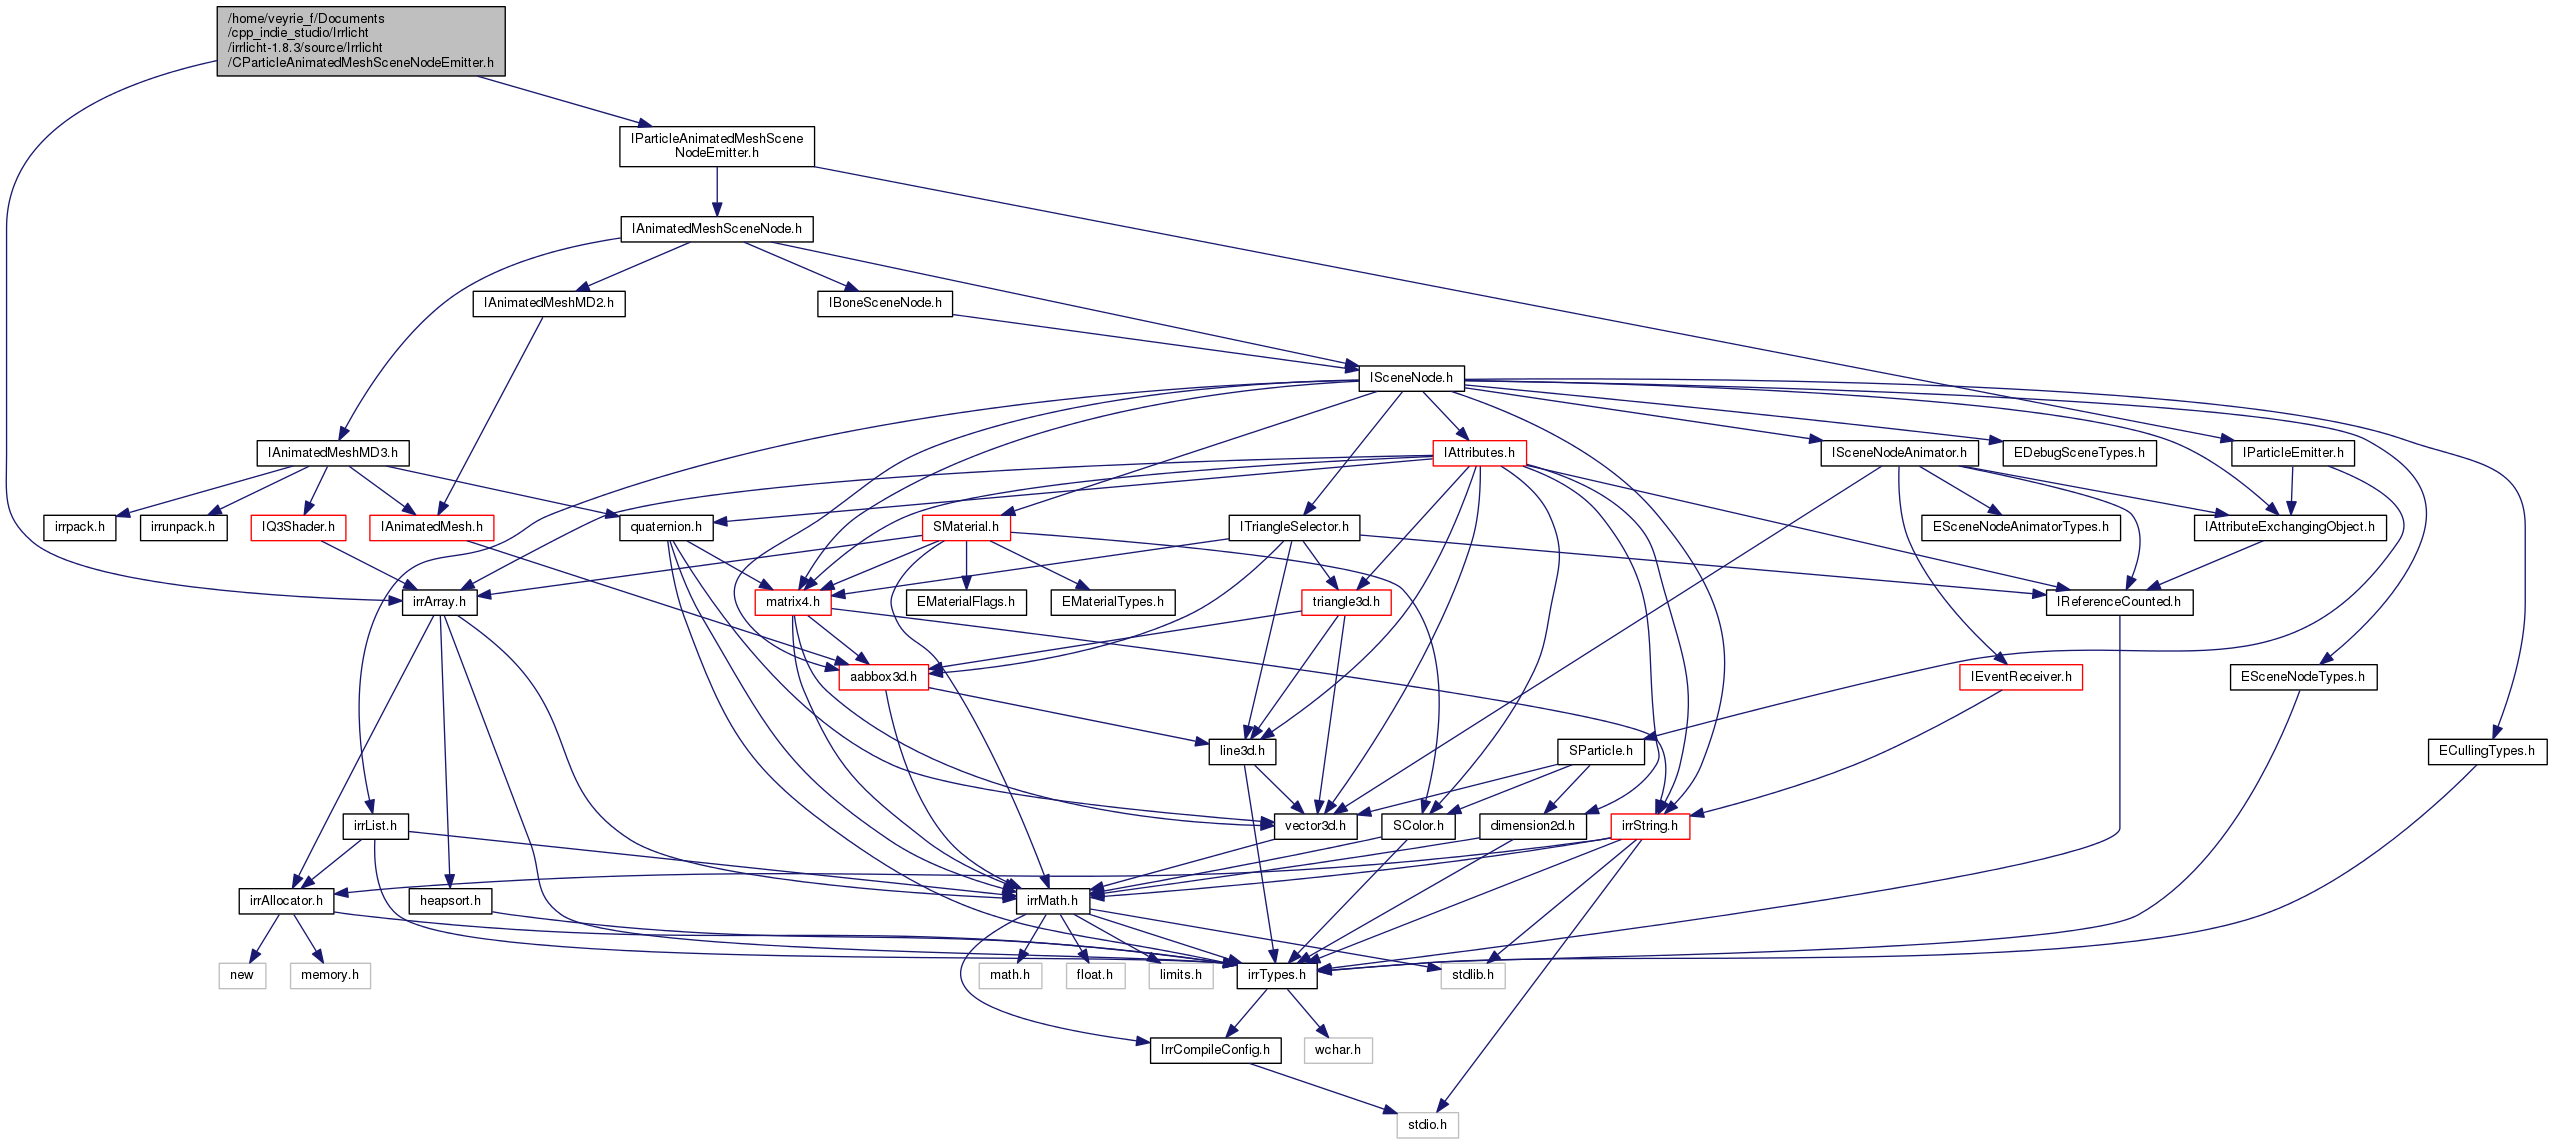 /home/veyrie_f/Documents
/cpp_indie_studio/Irrlicht
/irrlicht-1.8.3/source/Irrlicht
/CParticleAnimatedMeshSceneNodeEmitter.h
IParticleAnimatedMeshScene
NodeEmitter.h
IAnimatedMeshSceneNode.h
IAnimatedMeshMD2.h
IBoneSceneNode.h
ISceneNode.h
IAnimatedMeshMD3.h
IAttributes.h
ISceneNodeAnimator.h
EDebugSceneTypes.h
IParticleEmitter.h
irrpack.h
irrunpack.h
IQ3Shader.h
IAnimatedMesh.h
quaternion.h
SMaterial.h
ITriangleSelector.h
ESceneNodeAnimatorTypes.h
IAttributeExchangingObject.h
irrArray.h
matrix4.h
EMaterialFlags.h
EMaterialTypes.h
triangle3d.h
IReferenceCounted.h
aabbox3d.h
IEventReceiver.h
ESceneNodeTypes.h
line3d.h
SParticle.h
ECullingTypes.h
irrList.h
vector3d.h
SColor.h
dimension2d.h
irrString.h
irrAllocator.h
heapsort.h
irrMath.h
new
memory.h
math.h
float.h
limits.h
irrTypes.h
stdlib.h
IrrCompileConfig.h
wchar.h
stdio.h